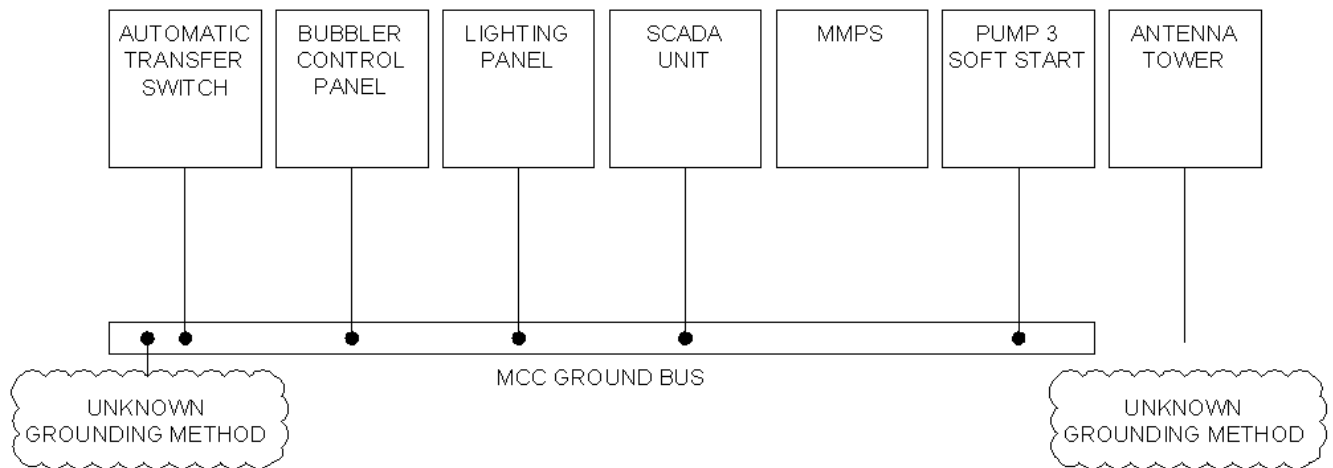 AUTOMATIC
TRANSFER
SWITCH
BUBBLER
CONTROL
PANEL
LIGHTING
PANEL
SCADA
UNIT
MMPS
PUMP 3
SOFT START
ANTENNA
TOWER
MCC GROUND BUS
UNKNOWN
GROUNDING METHOD
UNKNOWN
GROUNDING METHOD